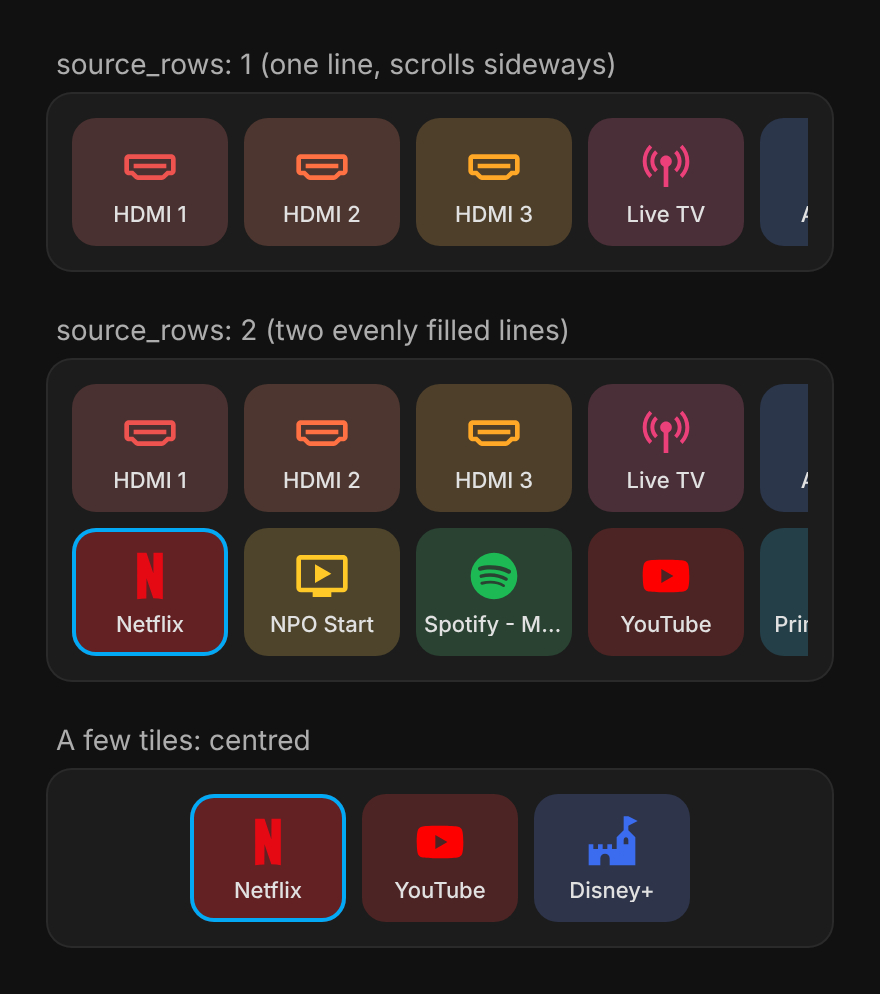 source_rows: 1 (one line, scrolls sideways)
HDMI 1 HDMI 2 HDMI 3 Live TV
source_rows: 2 (two evenly filled lines)
HDMI 1 HDMI 2 HDMI 3 Live TV
Netflix NPO Start Spotify - M... YouTube
A few tiles: centred
Netflix YouTube Disney+